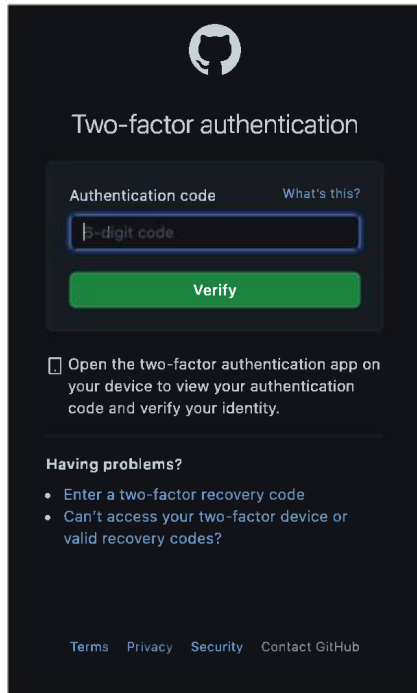 Two-factor authentication
Authentication code What's this?
6-digit code
Verify
Open the two-factor authentication app on
your device to view your authentication
code and verify your identity.
Having problems?
• Enter a two-factor recovery code
• Can't access your two-factor device or
valid recovery codes?
Terms Privacy Security Contact GitHub